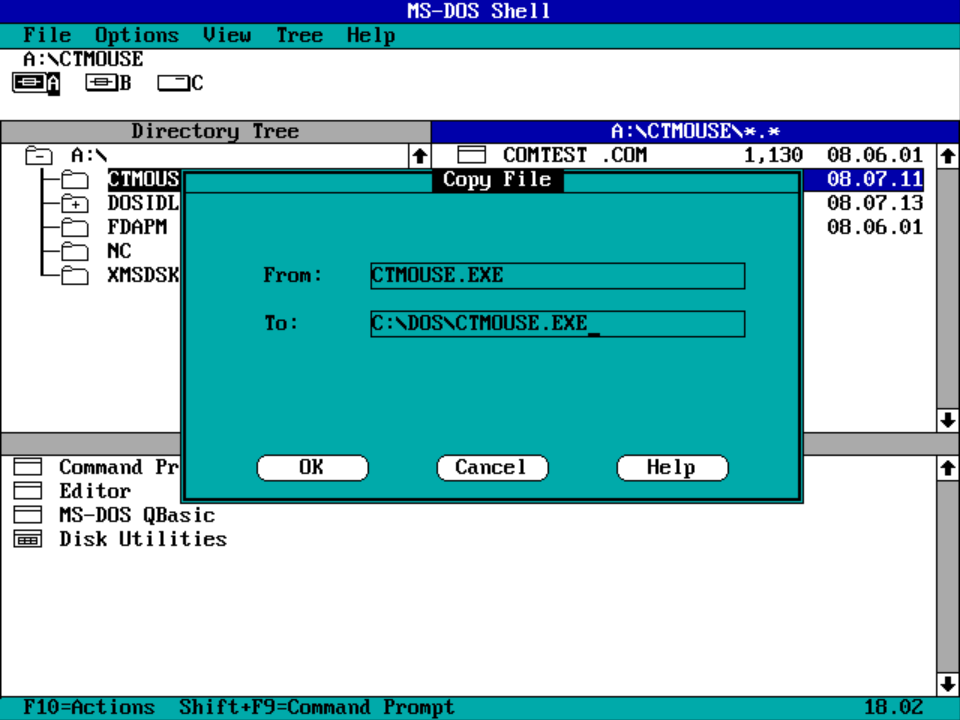 MS-DOS Shell
File Options View Tree Help
A:\CTMOUSE
A B C
Directory Tree A:\CTMOUSE\*.*
A:\ COMTEST .COM 1,130 08.06.01
CTMOUS 08.07.11
Copy File
DOSIDL 08.07.13
FDAPM 08.06.01
NC
XMSDSK
From: CTMOUSE.EXE
To: C:\DOS\CTMOUSE.EXE_
OK Cancel Help
Command Pr
Editor
MS-DOS QBasic
Disk Utilities
F10=Actions Shift+F9=Command Prompt 18.02